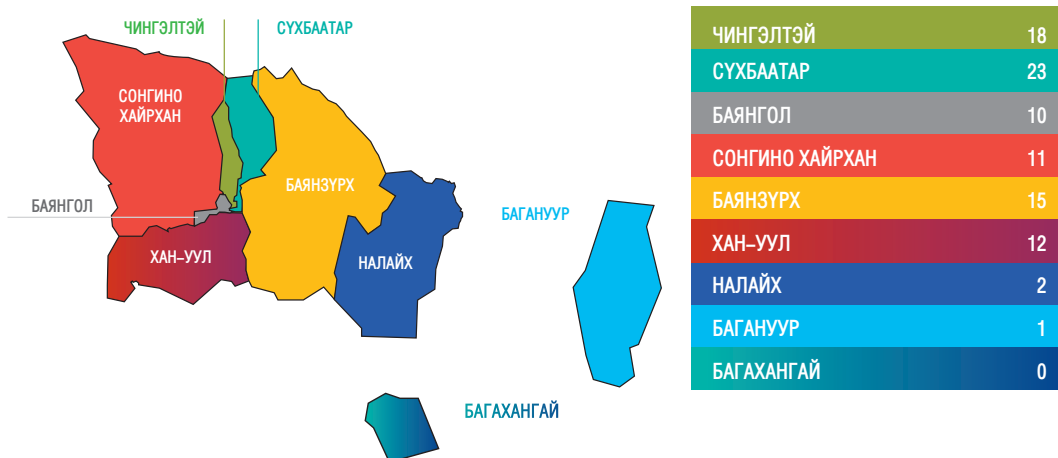 ЧИНГЭЛТЭЙ
СҮХБААТАР
СОНГИНО
ХАЙРХАН
БАЯНЗҮРХ
БАЯНГОЛ
ХАН–УУЛ
НАЛАЙХ
БАГАНУУР
БАГАХАНГАЙ
ЧИНГЭЛТЭЙ 18
СҮХБААТАР 23
БАЯНГОЛ 10
СОНГИНО ХАЙРХАН 11
БАЯНЗҮРХ 15
ХАН–УУЛ 12
НАЛАЙХ 2
БАГАНУУР 1
БАГАХАНГАЙ 0